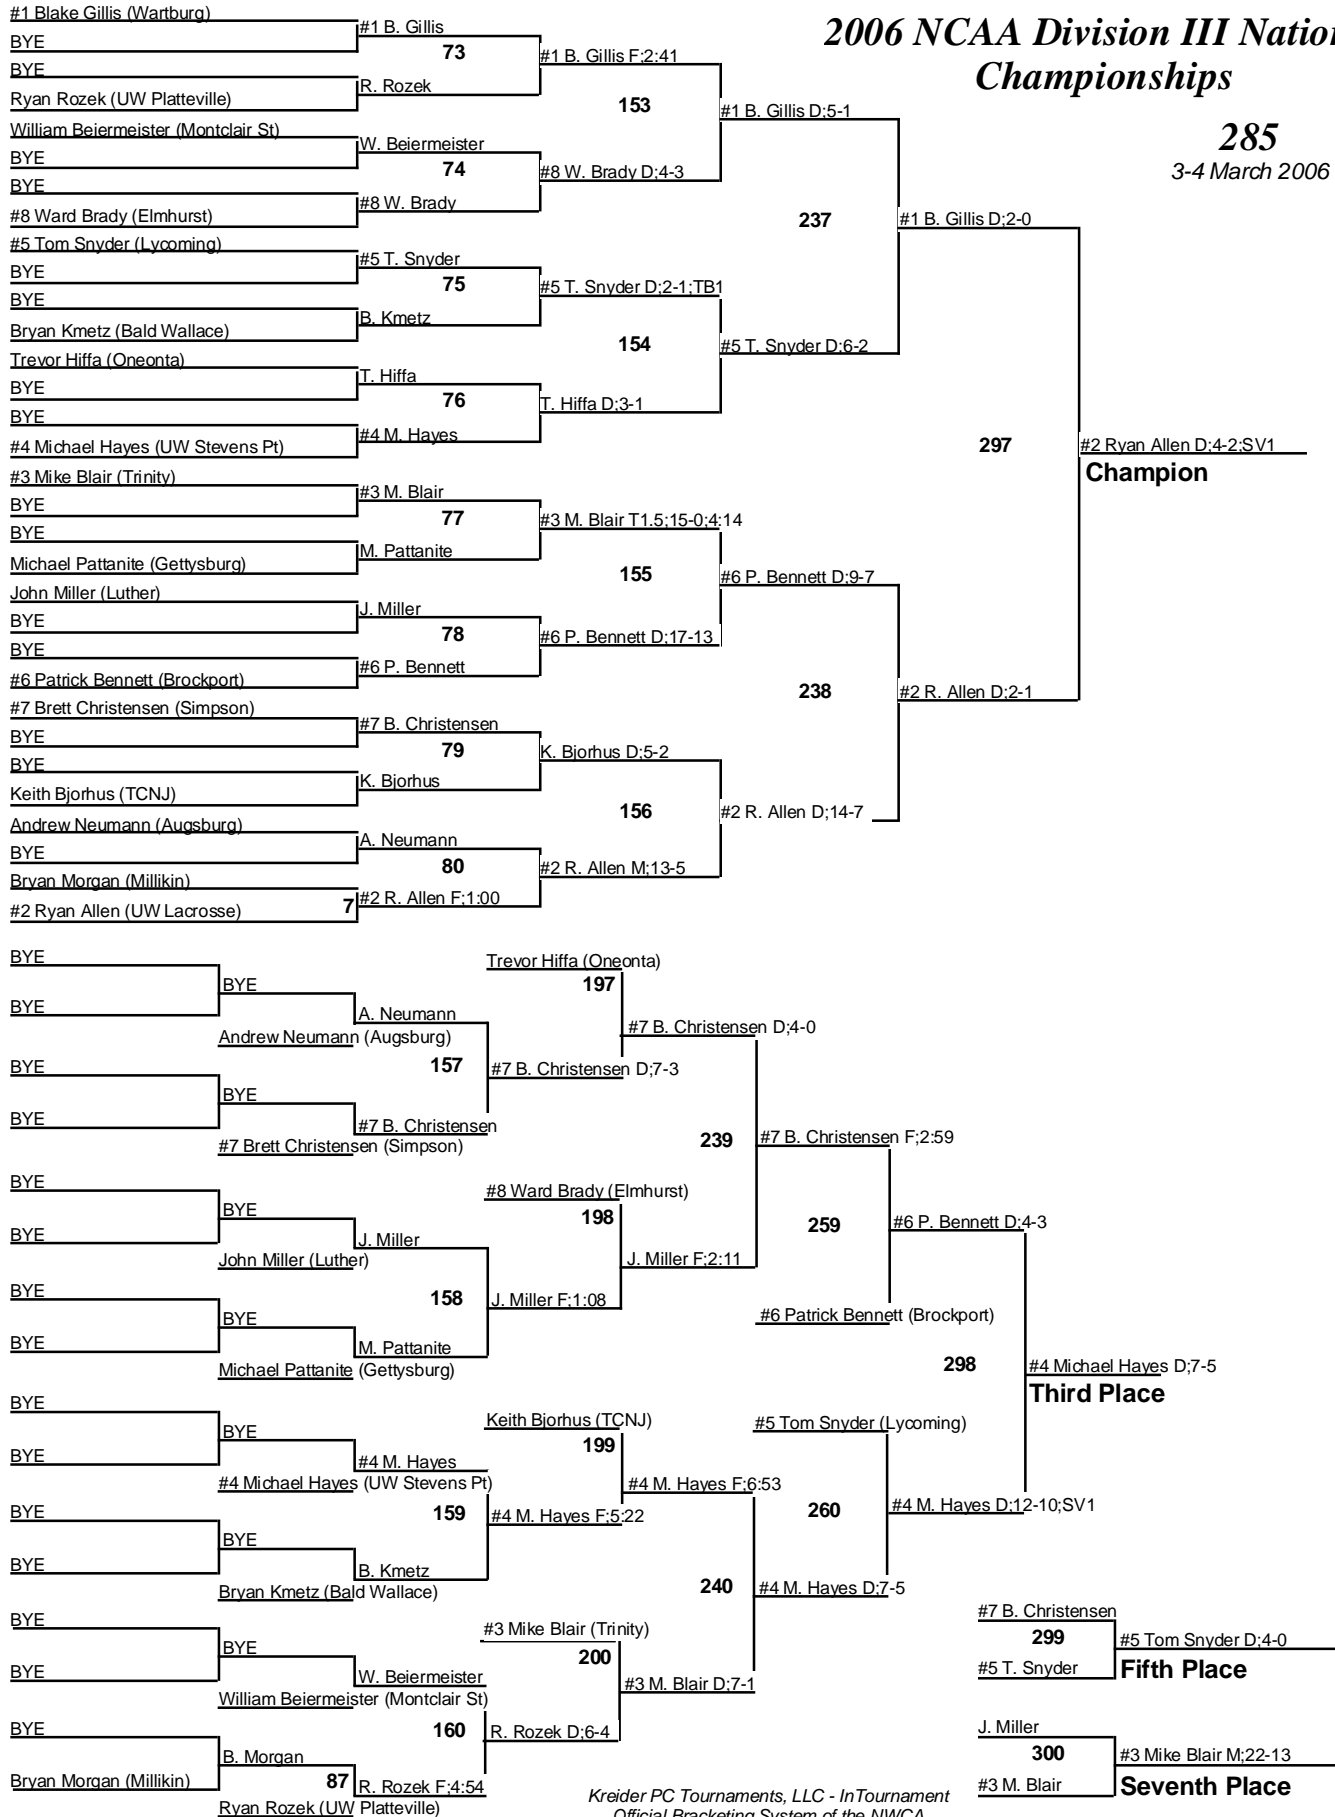 2006 NCAA Division III Nation
Championships
285
3-4 March 2006
#1 Blake Gillis (Wartburg)
BYE
#1 B. Gillis
73
BYE
Ryan Rozek (UW Platteville)
R. Rozek
#1 B. Gillis F;2:41
153
William Beiermeister (Montclair St)
BYE
W. Beiermeister
74
BYE
#8 Ward Brady (Elmhurst)
#8 W. Brady
#8 W. Brady D;4-3
#1 B. Gillis D;5-1
237
#5 Tom Snyder (Lycoming)
BYE
#5 T. Snyder
75
BYE
Bryan Kmetz (Bald Wallace)
B. Kmetz
#5 T. Snyder D;2-1;TB1
154
Trevor Hiffa (Oneonta)
BYE
T. Hiffa
76
BYE
#4 Michael Hayes (UW Stevens Pt)
#4 M. Hayes
T. Hiffa D;3-1
#5 T. Snyder D;6-2
#1 B. Gillis D;2-0
297
#2 Ryan Allen D;4-2;SV1
Champion
#3 Mike Blair (Trinity)
BYE
#3 M. Blair
77
BYE
Michael Pattanite (Gettysburg)
M. Pattanite
#3 M. Blair T1.5;15-0;4:14
155
John Miller (Luther)
BYE
J. Miller
78
BYE
#6 Patrick Bennett (Brockport)
#6 P. Bennett
#6 P. Bennett D;17-13
#6 P. Bennett D;9-7
238
#2 R. Allen D;2-1
#7 Brett Christensen (Simpson)
BYE
#7 B. Christensen
79
BYE
Keith Bjorhus (TCNJ)
K. Bjorhus
K. Bjorhus D;5-2
156
#2 R. Allen D;14-7
Andrew Neumann (Augsburg)
BYE
A. Neumann
80
Bryan Morgan (Millikin)
#2 Ryan Allen (UW Lacrosse)
7
#2 R. Allen F;1:00
#2 R. Allen M;13-5
BYE
BYE
BYE
A. Neumann
Andrew Neumann (Augsburg)
157
BYE
BYE
BYE
#7 B. Christensen
#7 Brett Christensen (Simpson)
Trevor Hiffa (Oneonta)
197
#7 B. Christensen D;7-3
#7 B. Christensen D;4-0
239
BYE
BYE
BYE
J. Miller
John Miller (Luther)
158
BYE
BYE
BYE
M. Pattanite
Michael Pattanite (Gettysburg)
#8 Ward Brady (Elmhurst)
198
J. Miller F;1:08
J. Miller F;2:11
#7 B. Christensen F;2:59
259
#6 Patrick Bennett (Brockport)
#6 P. Bennett D;4-3
298
#4 Michael Hayes D;7-5
Third Place
BYE
BYE
BYE
#4 M. Hayes
#4 Michael Hayes (UW Stevens Pt)
159
BYE
BYE
BYE
B. Kmetz
Bryan Kmetz (Bald Wallace)
Keith Bjorhus (TCNJ)
199
#4 M. Hayes F;5:22
#4 M. Hayes F;6:53
240
#5 Tom Snyder (Lycoming)
260
#4 M. Hayes D;12-10;SV1
#4 M. Hayes D;7-5
BYE
BYE
BYE
W. Beiermeister
William Beiermeister (Montclair St)
160
BYE
Bryan Morgan (Millikin)
B. Morgan
87
R. Rozek F;4:54
Ryan Rozek (UW Platteville)
#3 Mike Blair (Trinity)
200
R. Rozek D;6-4
#3 M. Blair D;7-1
#7 B. Christensen
299
#5 T. Snyder
#5 Tom Snyder D;4-0
Fifth Place
J. Miller
300
#3 M. Blair
#3 Mike Blair M;22-13
Seventh Place
Kreider PC Tournaments, LLC - InTournament
Official Bracketing System of the NWCA